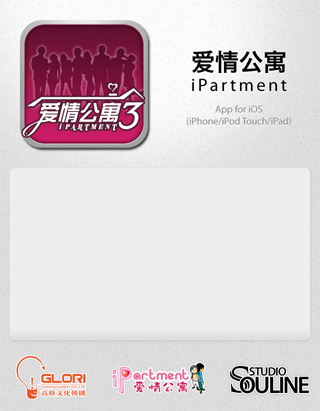 爱情公寓3
IPARTMENT
爱情公寓
iPartment
App for iOS
(iPhone/iPod Touch/iPad)
GLORI
高格文化传播
iPartment
爱情公寓
STUDIO
SOULINE